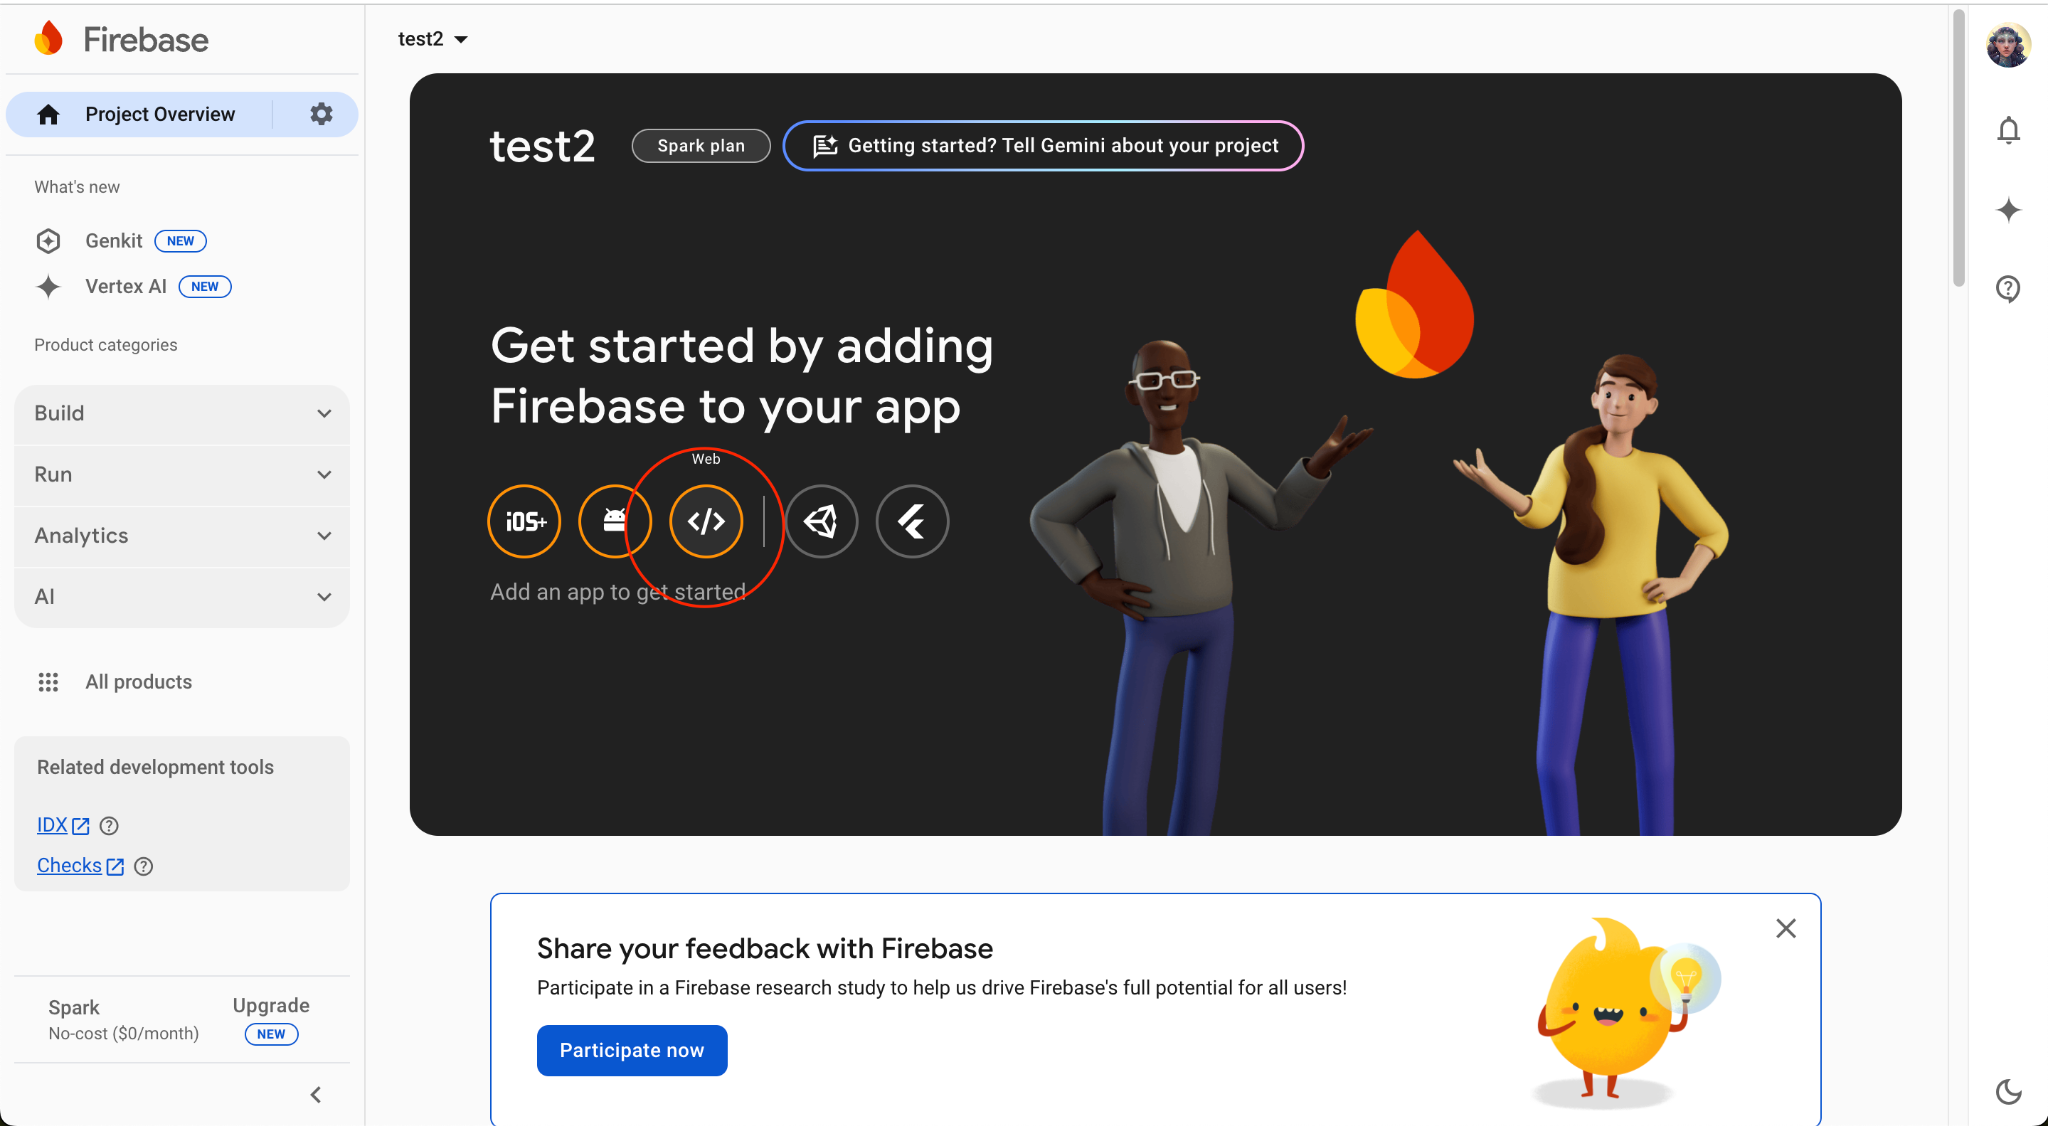 Firebase
Project Overview
What's new
Genkit NEW
Vertex AI NEW
Product categories
Build
Run
Analytics
AI
All products
Related development tools
IDX
Checks
Spark
No-cost ($0/month)
Upgrade
NEW
test2
test2
Spark plan
Getting started? Tell Gemini about your project
Get started by adding
Firebase to your app
Web
iOS+
Add an app to get started
Share your feedback with Firebase
Participate in a Firebase research study to help us drive Firebase's full potential for all users!
Participate now